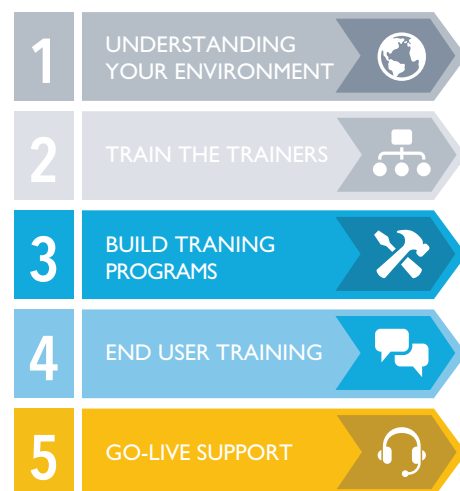 1
UNDERSTANDING
YOUR ENVIRONMENT
2
TRAIN THE TRAINERS
3
BUILD TRANING
PROGRAMS
4
END USER TRAINING
5
GO-LIVE SUPPORT